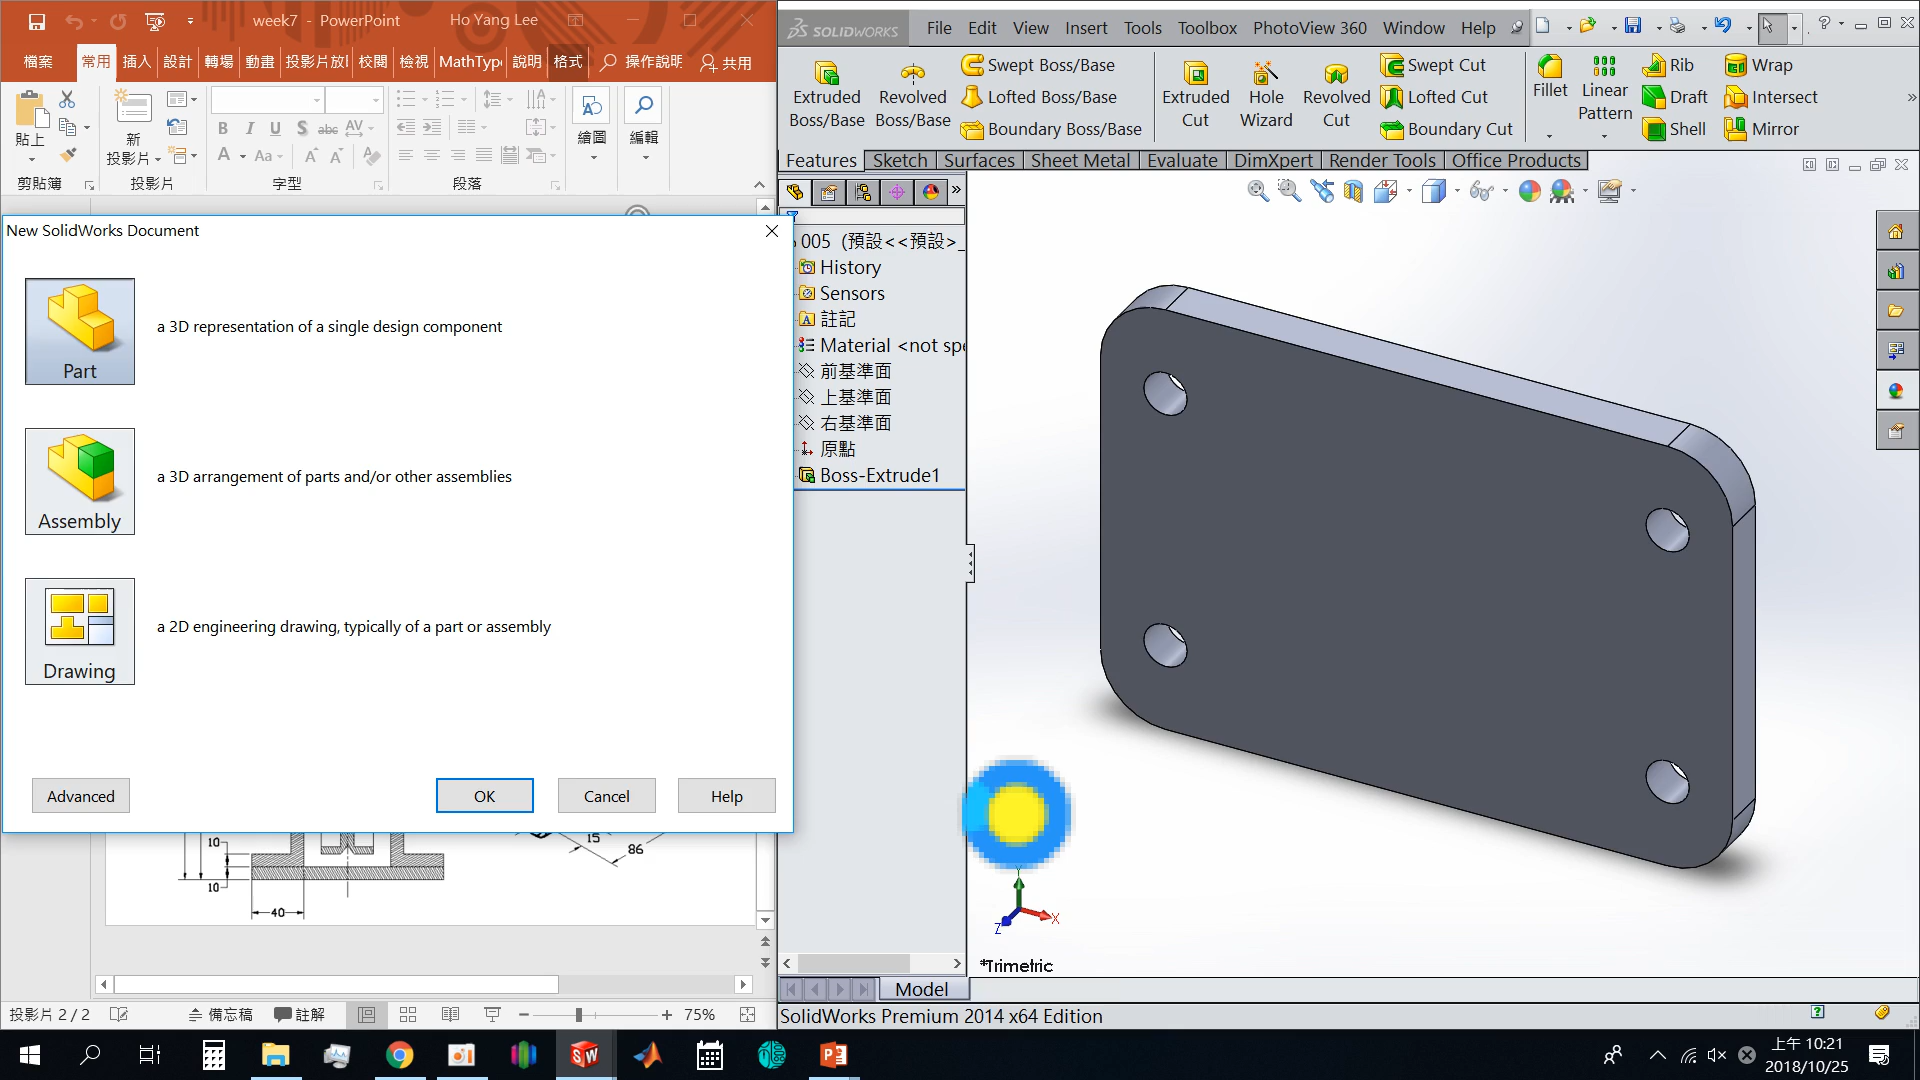 week7 - PowerPoint
Ho Yang Lee
檔案 常用 插入 設計 轉場 動畫 投影片放 校閱 檢視 MathType 說明 格式 操作說明 共用
貼上
新
投影片
繪圖
編輯
剪貼簿 投影片 字型 段落
New SolidWorks Document
Part
a 3D representation of a single design component
Assembly
a 3D arrangement of parts and/or other assemblies
Drawing
a 2D engineering drawing, typically of a part or assembly
Advanced OK Cancel Help
10
10
40
15
86
投影片 2 / 2 備忘稿 註解 75%
SOLIDWORKS File Edit View Insert Tools Toolbox PhotoView 360 Window Help
Extruded Boss/Base
Revolved Boss/Base
Swept Boss/Base
Lofted Boss/Base
Boundary Boss/Base
Extruded Cut
Hole Wizard
Revolved Cut
Swept Cut
Lofted Cut
Boundary Cut
Fillet
Linear Pattern
Rib
Draft
Shell
Wrap
Intersect
Mirror
Features Sketch Surfaces Sheet Metal Evaluate DimXpert Render Tools Office Products
005 (預設<<預設>_
History
Sensors
註記
Material <not spe
前基準面
上基準面
右基準面
原點
Boss-Extrude1
Y
X
Z
*Trimetric
Model
SolidWorks Premium 2014 x64 Edition
上午 10:21
2018/10/25